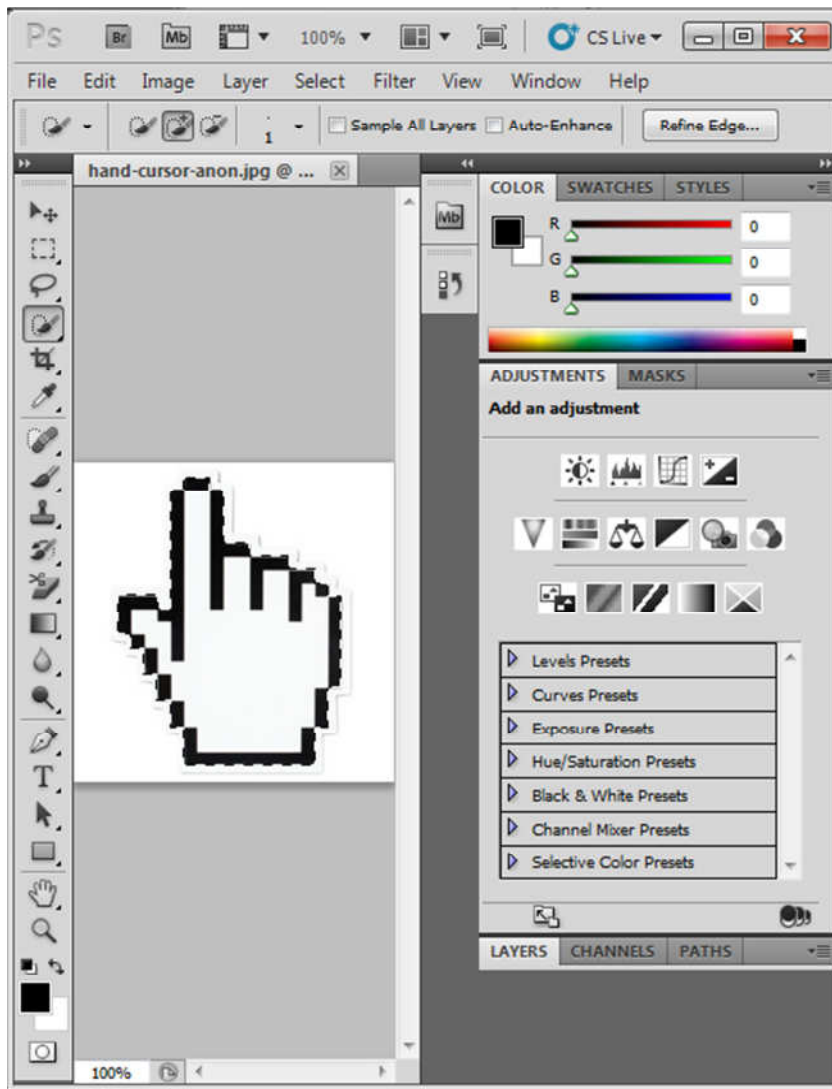 Ps Br Mb 100% CS Live
File Edit Image Layer Select Filter View Window Help
1 Sample All Layers Auto-Enhance Refine Edge...
hand-cursor-anon.jpg @ ...
Mb
COLOR SWATCHES STYLES
R 0
G 0
B 0
ADJUSTMENTS MASKS
Add an adjustment
Levels Presets
Curves Presets
Exposure Presets
Hue/Saturation Presets
Black & White Presets
Channel Mixer Presets
Selective Color Presets
T
LAYERS CHANNELS PATHS
100%